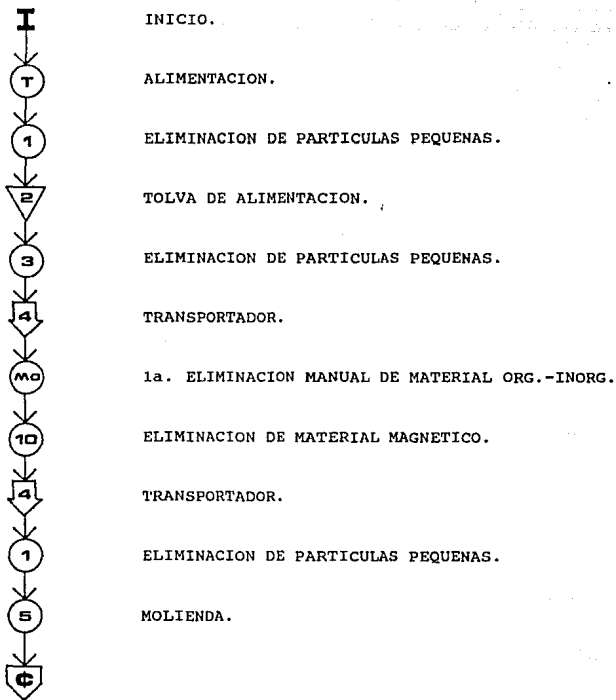 I INICIO.
T ALIMENTACION.
1 ELIMINACION DE PARTICULAS PEQUENAS.
2 TOLVA DE ALIMENTACION.
3 ELIMINACION DE PARTICULAS PEQUENAS.
4 TRANSPORTADOR.
MO 1a. ELIMINACION MANUAL DE MATERIAL ORG.-INORG.
10 ELIMINACION DE MATERIAL MAGNETICO.
4 TRANSPORTADOR.
1 ELIMINACION DE PARTICULAS PEQUENAS.
5 MOLIENDA.
¢